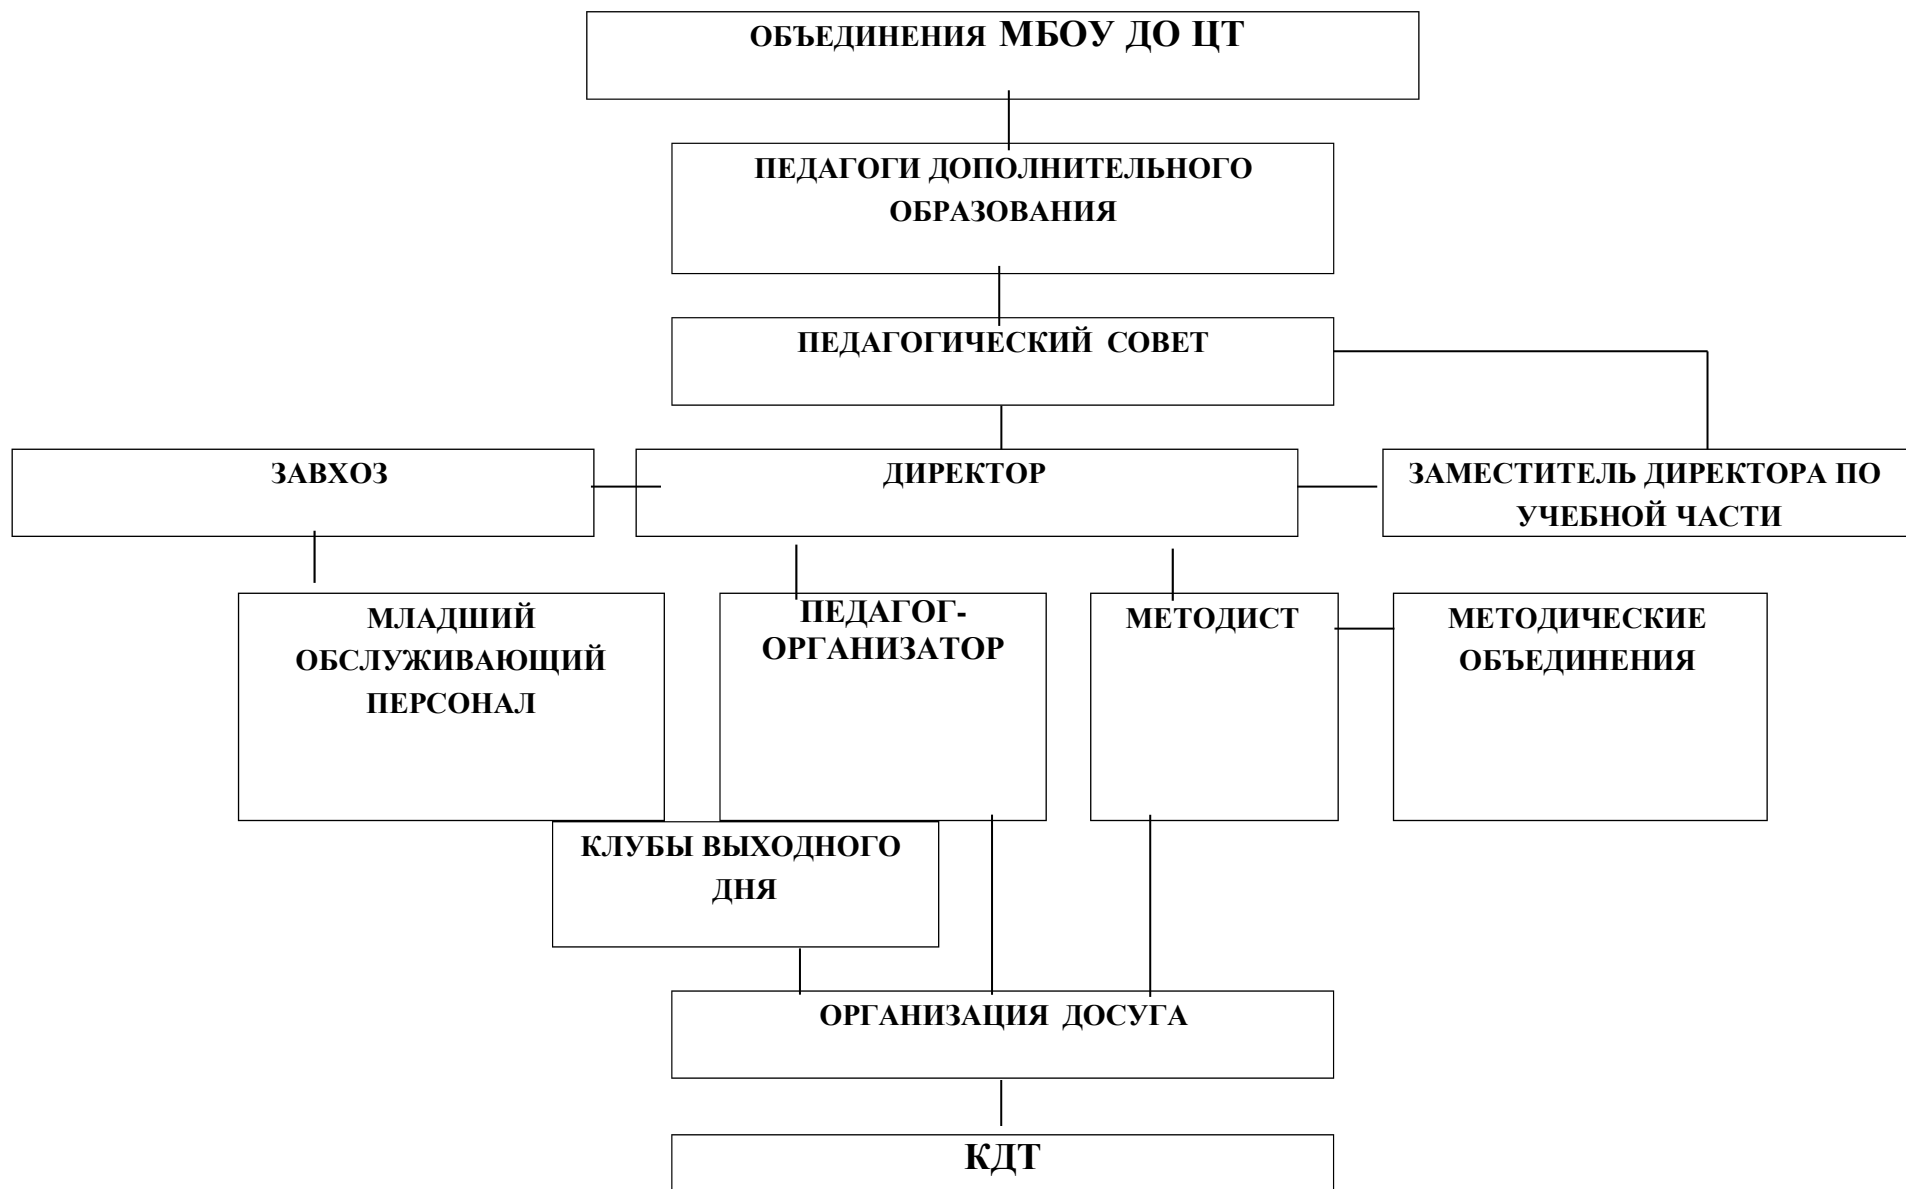 ОБЪЕДИНЕНИЯ МБОУ ДО ЦТ
ПЕДАГОГИ ДОПОЛНИТЕЛЬНОГО
ОБРАЗОВАНИЯ
ПЕДАГОГИЧЕСКИЙ СОВЕТ
ЗАВХОЗ
ДИРЕКТОР
ЗАМЕСТИТЕЛЬ ДИРЕКТОРА ПО
УЧЕБНОЙ ЧАСТИ
МЛАДШИЙ
ОБСЛУЖИВАЮЩИЙ
ПЕРСОНАЛ
ПЕДАГОГ-
ОРГАНИЗАТОР
МЕТОДИСТ
МЕТОДИЧЕСКИЕ
ОБЪЕДИНЕНИЯ
КЛУБЫ ВЫХОДНОГО
ДНЯ
ОРГАНИЗАЦИЯ ДОСУГА
КДТ